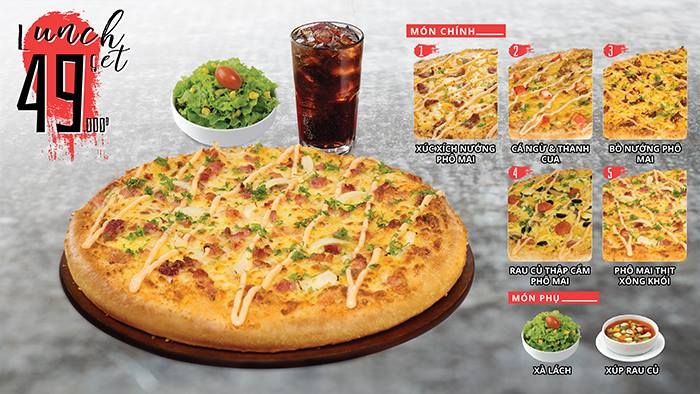 Lunch
set
49.000đ
MÓN CHÍNH
1
2
3
XÚC XÍCH NƯỚNG
PHÔ MAI
CÁ NGỪ & THANH
CUA
BÒ NƯỚNG PHÔ
MAI
4
5
RAU CỦ THẬP CẨM
PHÔ MAI
PHÔ MAI THỊT
XÔNG KHÓI
MÓN PHỤ
XÀ LÁCH
XÚP RAU CỦ